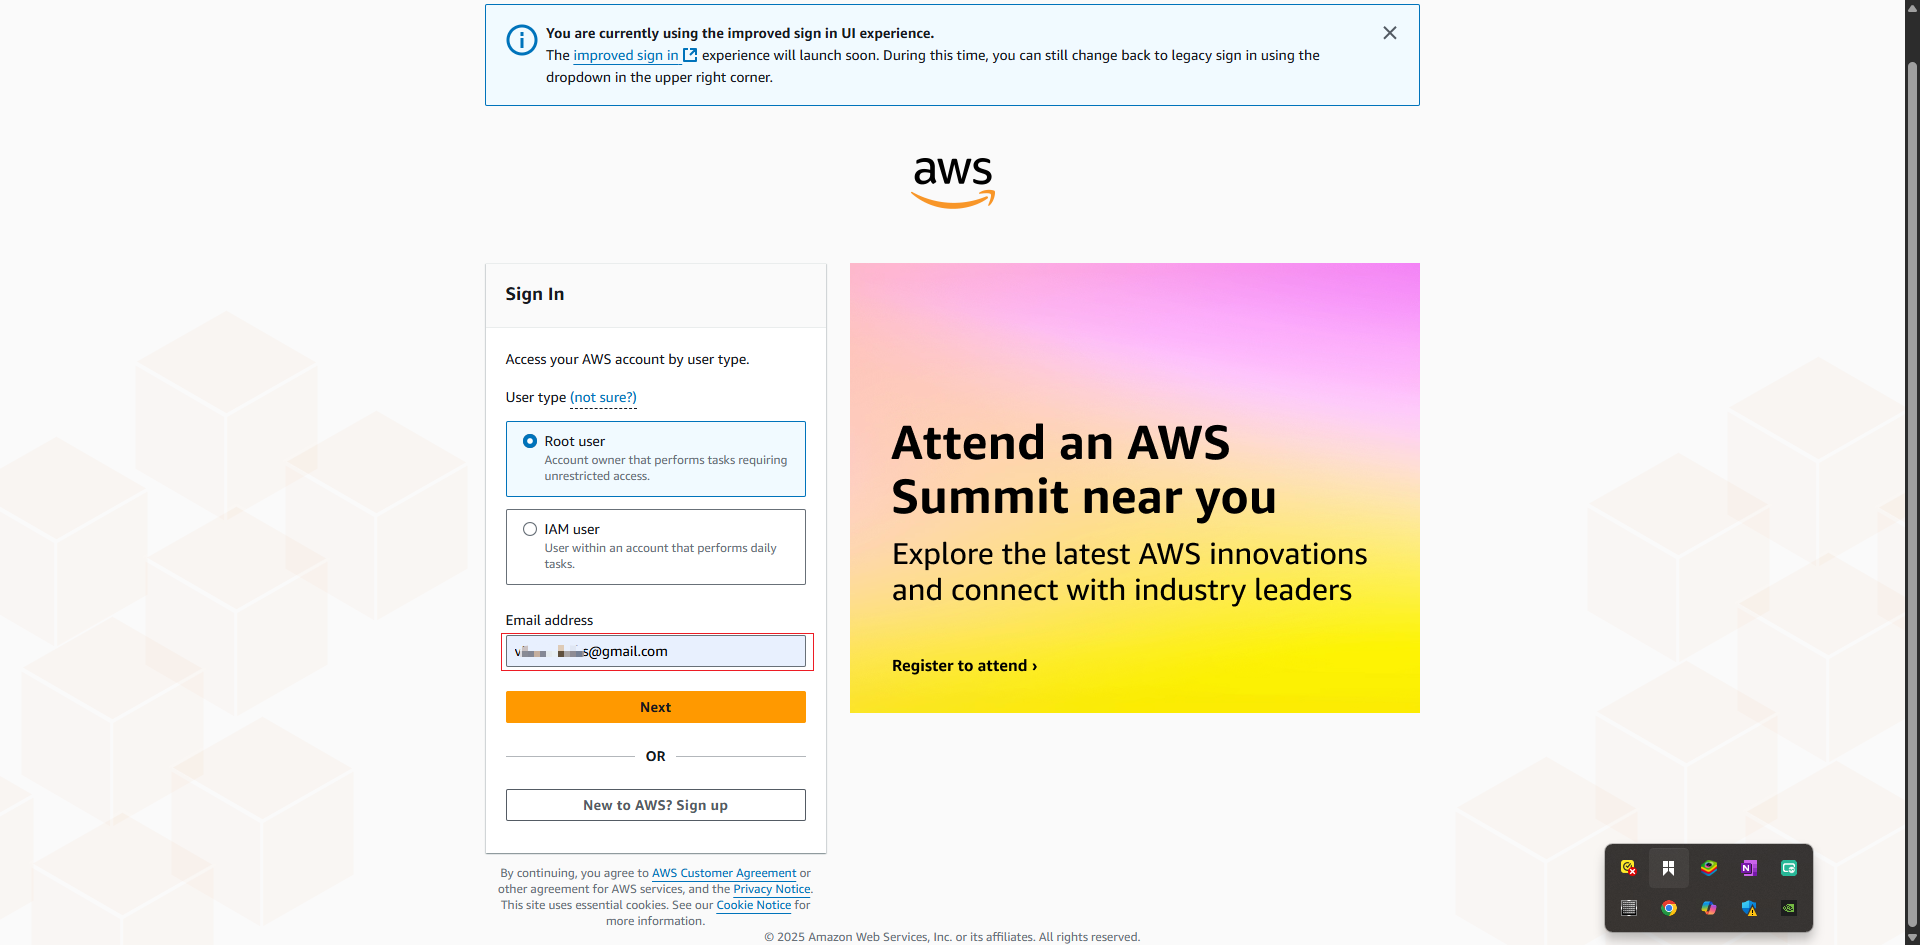 You are currently using the improved sign in UI experience.
The improved sign in experience will launch soon. During this time, you can still change back to legacy sign in using the
dropdown in the upper right corner.
aws
Sign In
Access your AWS account by user type.
User type (not sure?)
Root user
Account owner that performs tasks requiring
unrestricted access.
IAM user
User within an account that performs daily
tasks.
Email address
s@gmail.com
Next
OR
New to AWS? Sign up
By continuing, you agree to AWS Customer Agreement or
other agreement for AWS services, and the Privacy Notice.
This site uses essential cookies. See our Cookie Notice for
more information.
Attend an AWS
Summit near you
Explore the latest AWS innovations
and connect with industry leaders
Register to attend ›
© 2025 Amazon Web Services, Inc. or its affiliates. All rights reserved.